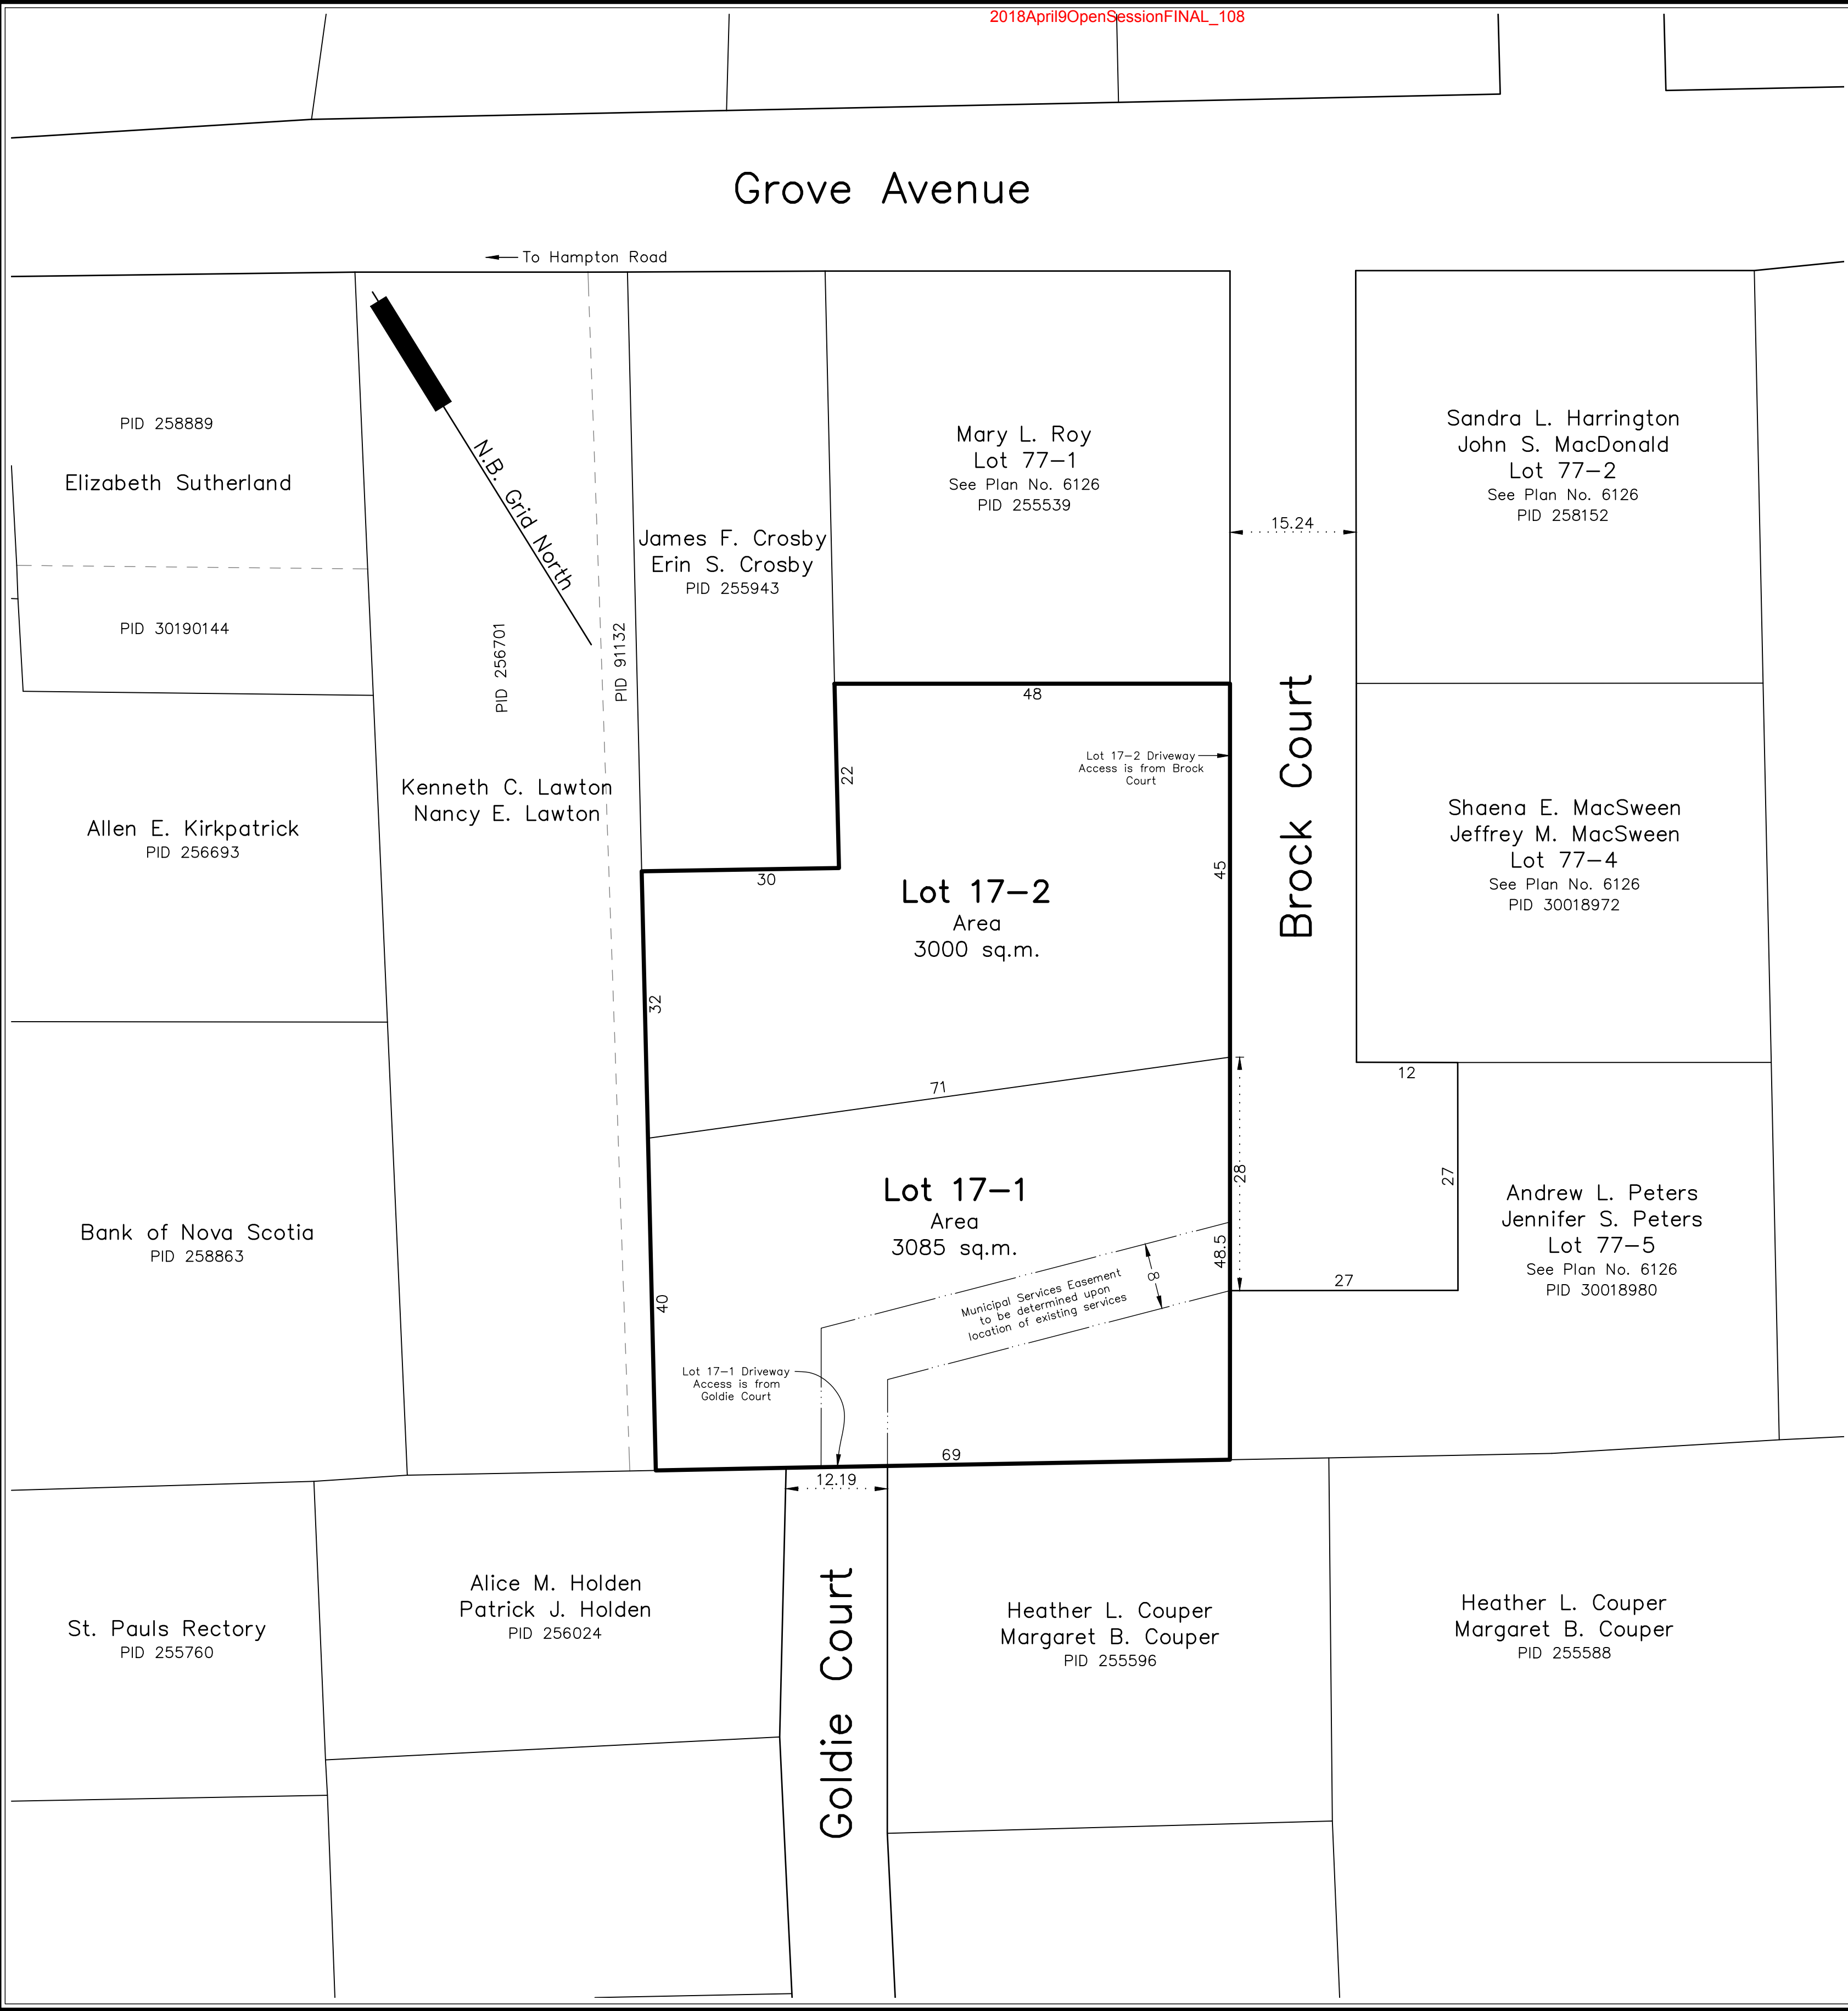 2018April9OpenSessionFINAL_108
Grove Avenue
To Hampton Road
PID 258889
Elizabeth Sutherland
PID 30190144
N.B. Grid North
PID 256701
PID 91132
James F. Crosby
Erin S. Crosby
PID 255943
Mary L. Roy
Lot 77-1
See Plan No. 6126
PID 255539
15.24
Sandra L. Harrington
John S. MacDonald
Lot 77-2
See Plan No. 6126
PID 258152
48
22
Lot 17-2 Driveway
Access is from Brock
Court
Brock Court
Kenneth C. Lawton
Nancy E. Lawton
Allen E. Kirkpatrick
PID 256693
30
45
Lot 17-2
Area
3000 sq.m.
Shaena E. MacSween
Jeffrey M. MacSween
Lot 77-4
See Plan No. 6126
PID 30018972
32
71
12
28
27
Lot 17-1
Area
3085 sq.m.
48.5
Bank of Nova Scotia
PID 258863
40
Municipal Services Easement
to be determined upon
location of existing services
8
27
Andrew L. Peters
Jennifer S. Peters
Lot 77-5
See Plan No. 6126
PID 30018980
Lot 17-1 Driveway
Access is from
Goldie Court
69
12.19
Goldie Court
St. Pauls Rectory
PID 255760
Alice M. Holden
Patrick J. Holden
PID 256024
Heather L. Couper
Margaret B. Couper
PID 255596
Heather L. Couper
Margaret B. Couper
PID 255588